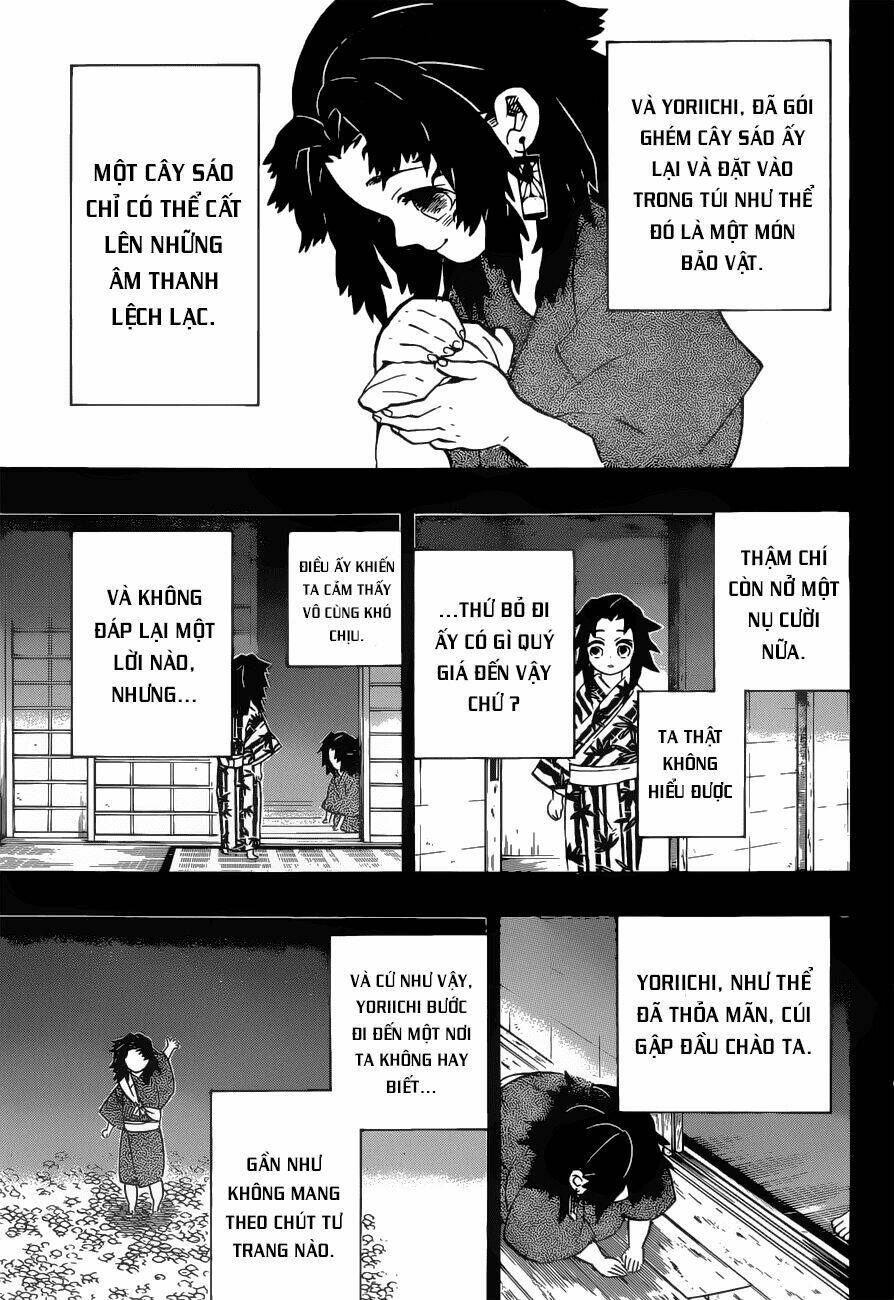 VÀ YORIICHI, ĐÃ GÓI
GHÉM CÂY SÁO ẤY
LẠI VÀ ĐẶT VÀO
TRONG TÚI NHƯ THỂ
ĐÓ LÀ MỘT MÓN
BẢO VẬT.
MỘT CÂY SÁO
CHỈ CÓ THỂ CẤT
LÊN NHỮNG
ÂM THANH
LỆCH LẠC.
THẬM CHÍ
CÒN NỞ MỘT
NỤ CƯỜI
NỮA.
TA THẬT
KHÔNG
HIỂU ĐƯỢC
...THỨ BỎ ĐI
ẤY CÓ GÌ QUÝ
GIÁ ĐẾN VẬY
CHỨ ?
ĐIỀU ẤY KHIẾN
TA CẢM THẤY
VÔ CÙNG KHÓ
CHỊU.
VÀ KHÔNG
ĐÁP LẠI MỘT
LỜI NÀO,
NHƯNG...
YORIICHI, NHƯ THỂ
ĐÃ THỎA MÃN, CÚI
GẬP ĐẦU CHÀO TA.
VÀ CỨ NHƯ VẬY,
YORIICHI BƯỚC
ĐI ĐẾN MỘT NƠI
TA KHÔNG HAY
BIẾT...
GẦN NHƯ
KHÔNG MANG
THEO CHÚT TƯ
TRANG NÀO.